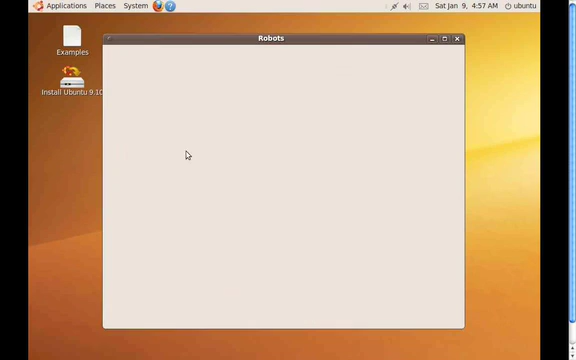 Applications Places System ? Sat Jan 9, 4:57 AM ubuntu
Robots
Examples
Install Ubuntu 9.10